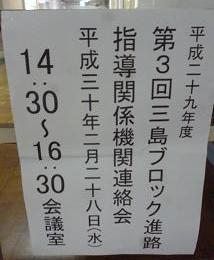 平成二十九年度
第３回三島ブロック進路
指導関係機関連絡会
平成三十年二月二十八日(水)
14:30～16:30会議室